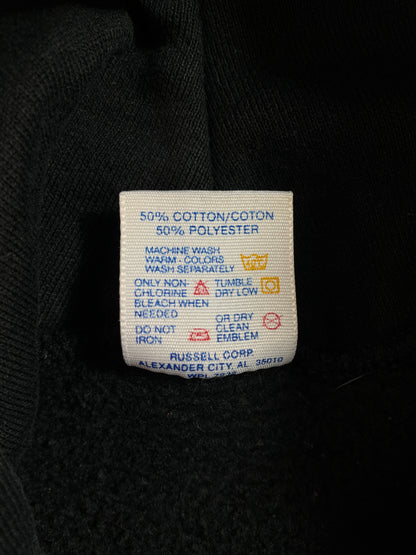 50% COTTON/COTON
50% POLYESTER
MACHINE WASH
WARM - COLORS
WASH SEPARATELY
ONLY NON-
CHLORINE
BLEACH WHEN
NEEDED
TUMBLE
DRY LOW
DO NOT
IRON
OR DRY
CLEAN
EMBLEM
RUSSELL CORP.
ALEXANDER CITY, AL 35010
WPL